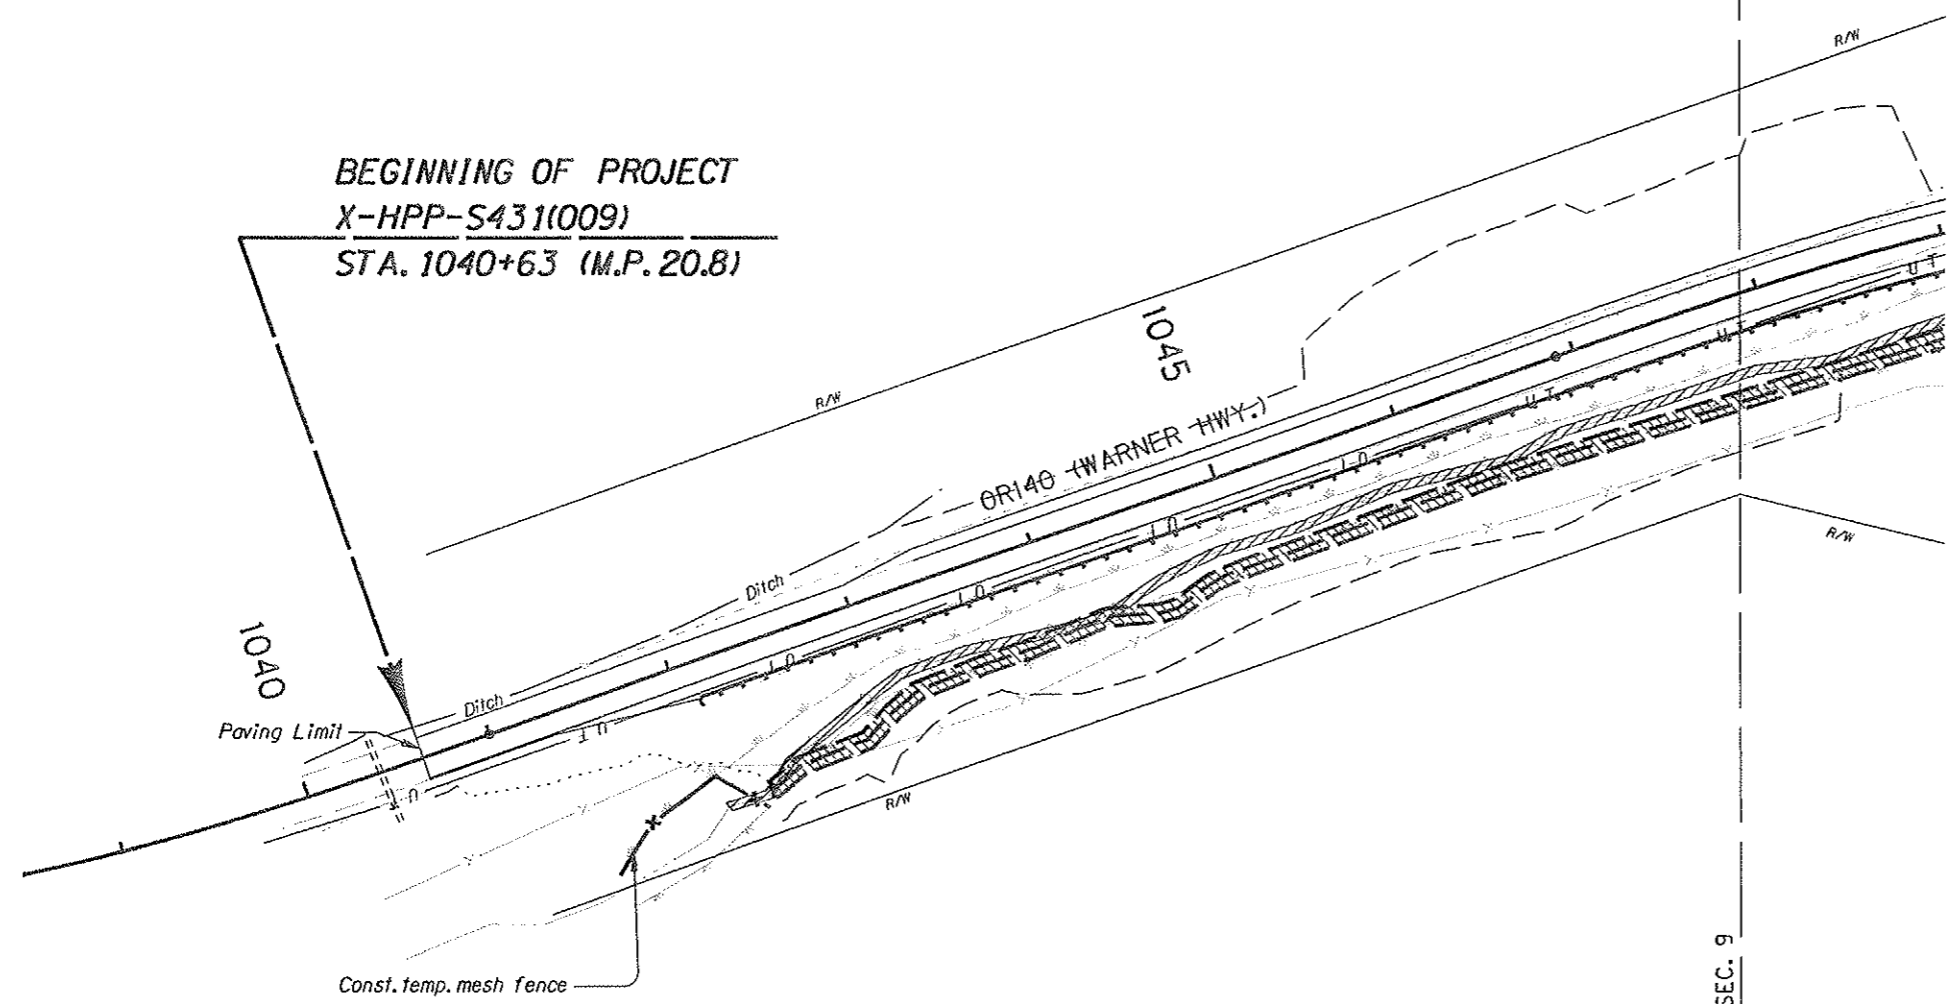 R/W
BEGINNING OF PROJECT
X-HPP-S431(009)
STA. 1040+63 (M.P. 20.8)
1045
R/W
OR140 (WARNER HWY.)
Ditch
1040
Ditch
Paving Limit
R/W
R/W
Const. temp. mesh fence
SEC. 9